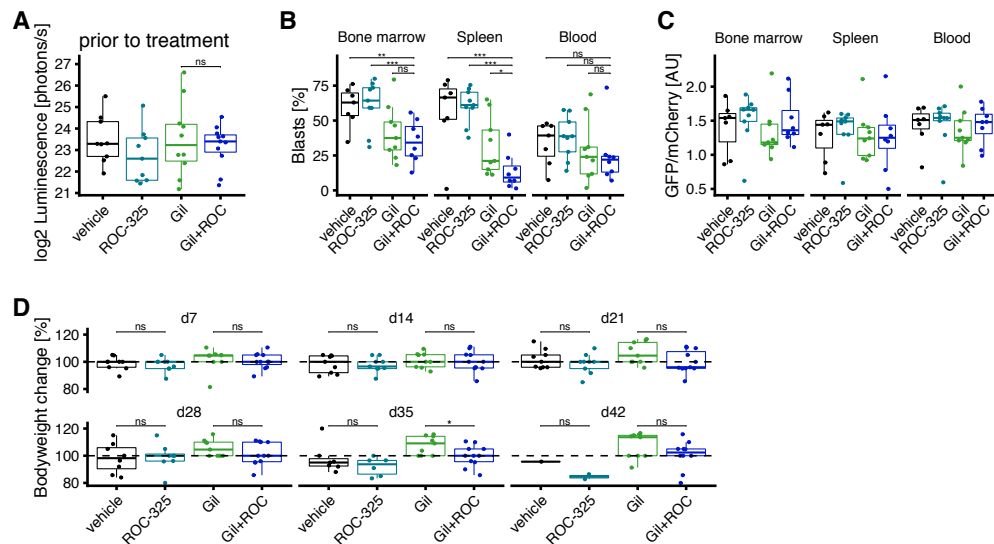 A
prior to treatment
log2 Luminescence [photons/s]
27
26
25
24
23
22
21
ns
vehicle
ROC-325
Gil
Gil+ROC
B
Bone marrow
Spleen
Blood
Blasts [%]
75
50
25
0
**
***
ns
***
***
*
ns
ns
ns
vehicle
ROC-325
Gil
Gil+ROC
vehicle
ROC-325
Gil
Gil+ROC
vehicle
ROC-325
Gil
Gil+ROC
C
Bone marrow
Spleen
Blood
GFP/mCherry [AU]
2.0
1.5
1.0
0.5
vehicle
ROC-325
Gil
Gil+ROC
vehicle
ROC-325
Gil
Gil+ROC
vehicle
ROC-325
Gil
Gil+ROC
D
Bodyweight change [%]
d7
d14
d21
120
100
80
ns
ns
ns
ns
ns
ns
d28
d35
d42
120
100
80
ns
ns
ns
*
ns
ns
vehicle
ROC-325
Gil
Gil+ROC
vehicle
ROC-325
Gil
Gil+ROC
vehicle
ROC-325
Gil
Gil+ROC